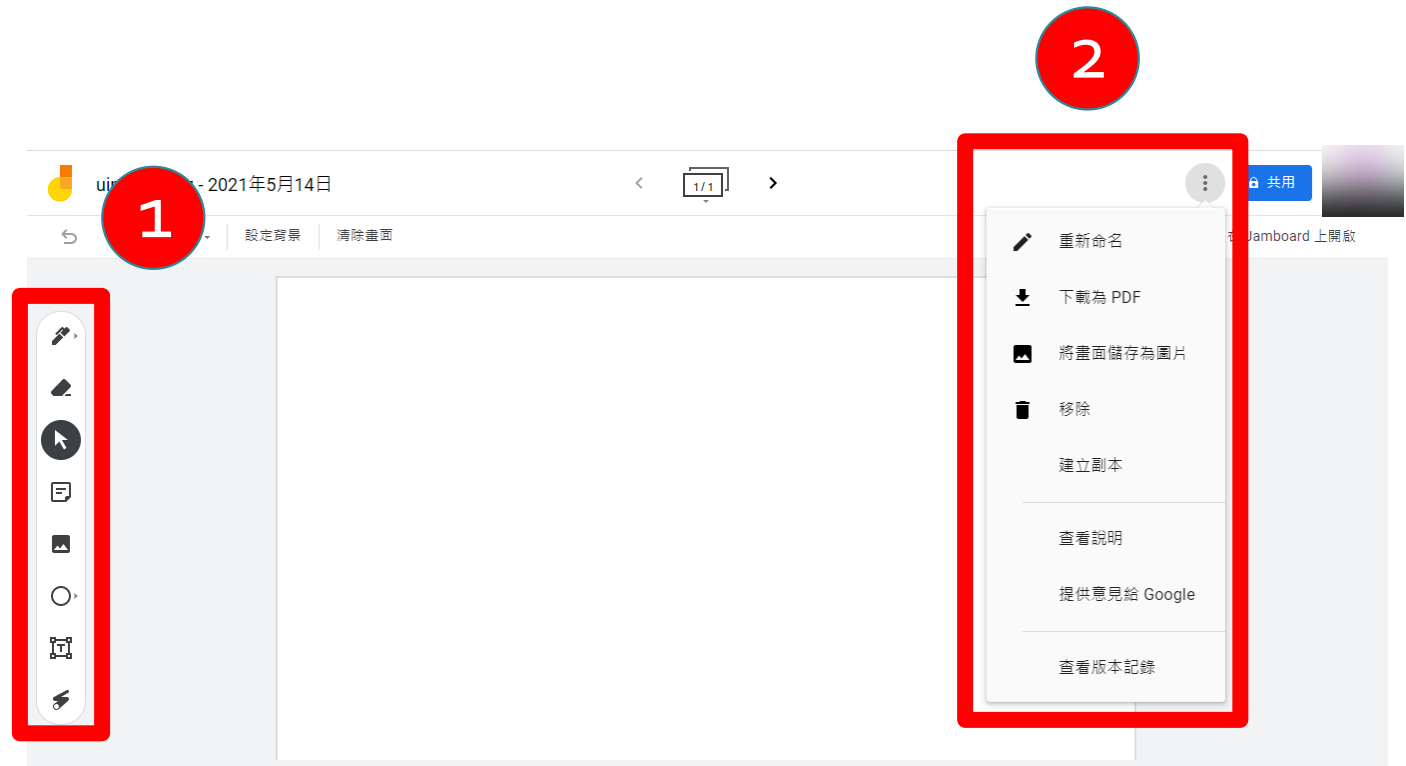 2
- 2021年5月14日
1/1
共用
1
設定背景
清除畫面
Jamboard 上開啟
重新命名
下載為 PDF
將畫面儲存為圖片
移除
建立副本
查看說明
提供意見給 Google
查看版本記錄